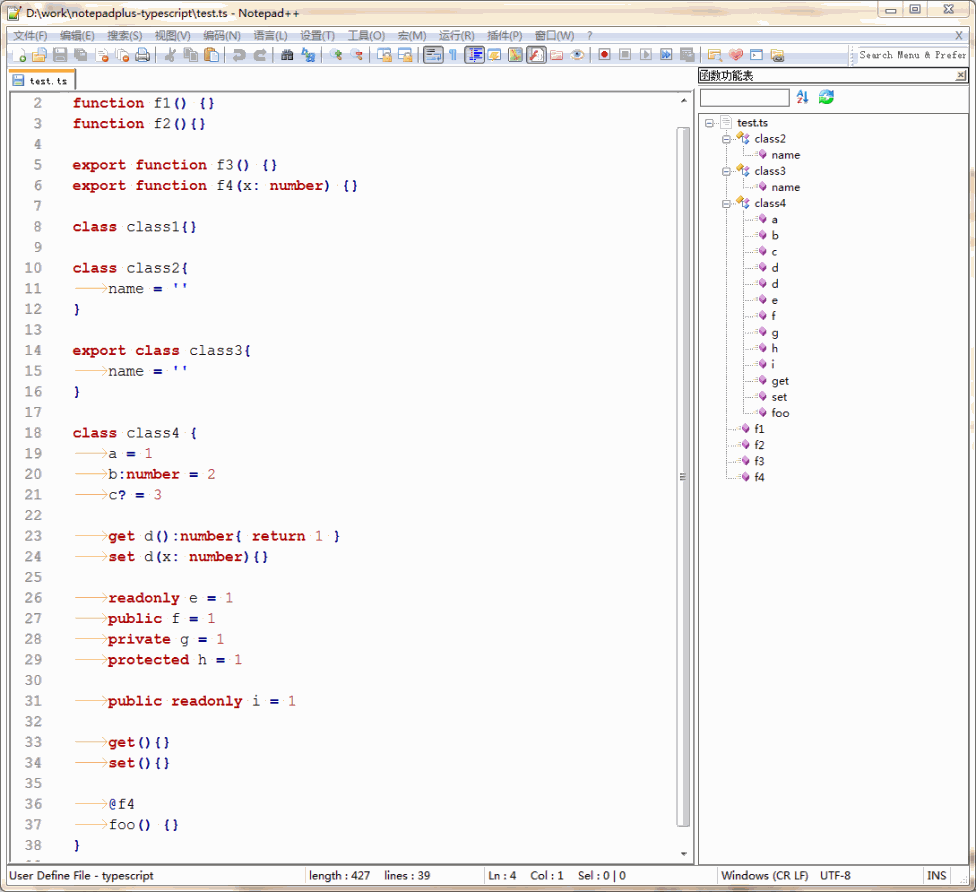 D:\work\notepadplus-typescript\test.ts - Notepad++
文件(F) 编辑(E) 搜索(S) 视图(V) 编码(N) 语言(L) 设置(T) 工具(O) 宏(M) 运行(R) 插件(P) 窗口(W) ? X
Search Menu & Prefer
test.ts
2 function f1() {}
3 function f2(){}
4
5 export function f3() {}
6 export function f4(x: number) {}
7
8 class class1{}
9
10 class class2{
11 name = ''
12 }
13
14 export class class3{
15 name = ''
16 }
17
18 class class4 {
19 a = 1
20 b:number = 2
21 c? = 3
22
23 get d():number{ return 1 }
24 set d(x: number){}
25
26 readonly e = 1
27 public f = 1
28 private g = 1
29 protected h = 1
30
31 public readonly i = 1
32
33 get(){}
34 set(){}
35
36 @f4
37 foo() {}
38 }
函数功能表
test.ts
class2
name
class3
name
class4
a
b
c
d
d
e
f
g
h
i
get
set
foo
f1
f2
f3
f4
User Define File - typescript length : 427 lines : 39 Ln : 4 Col : 1 Sel : 0 | 0 Windows (CR LF) UTF-8 INS